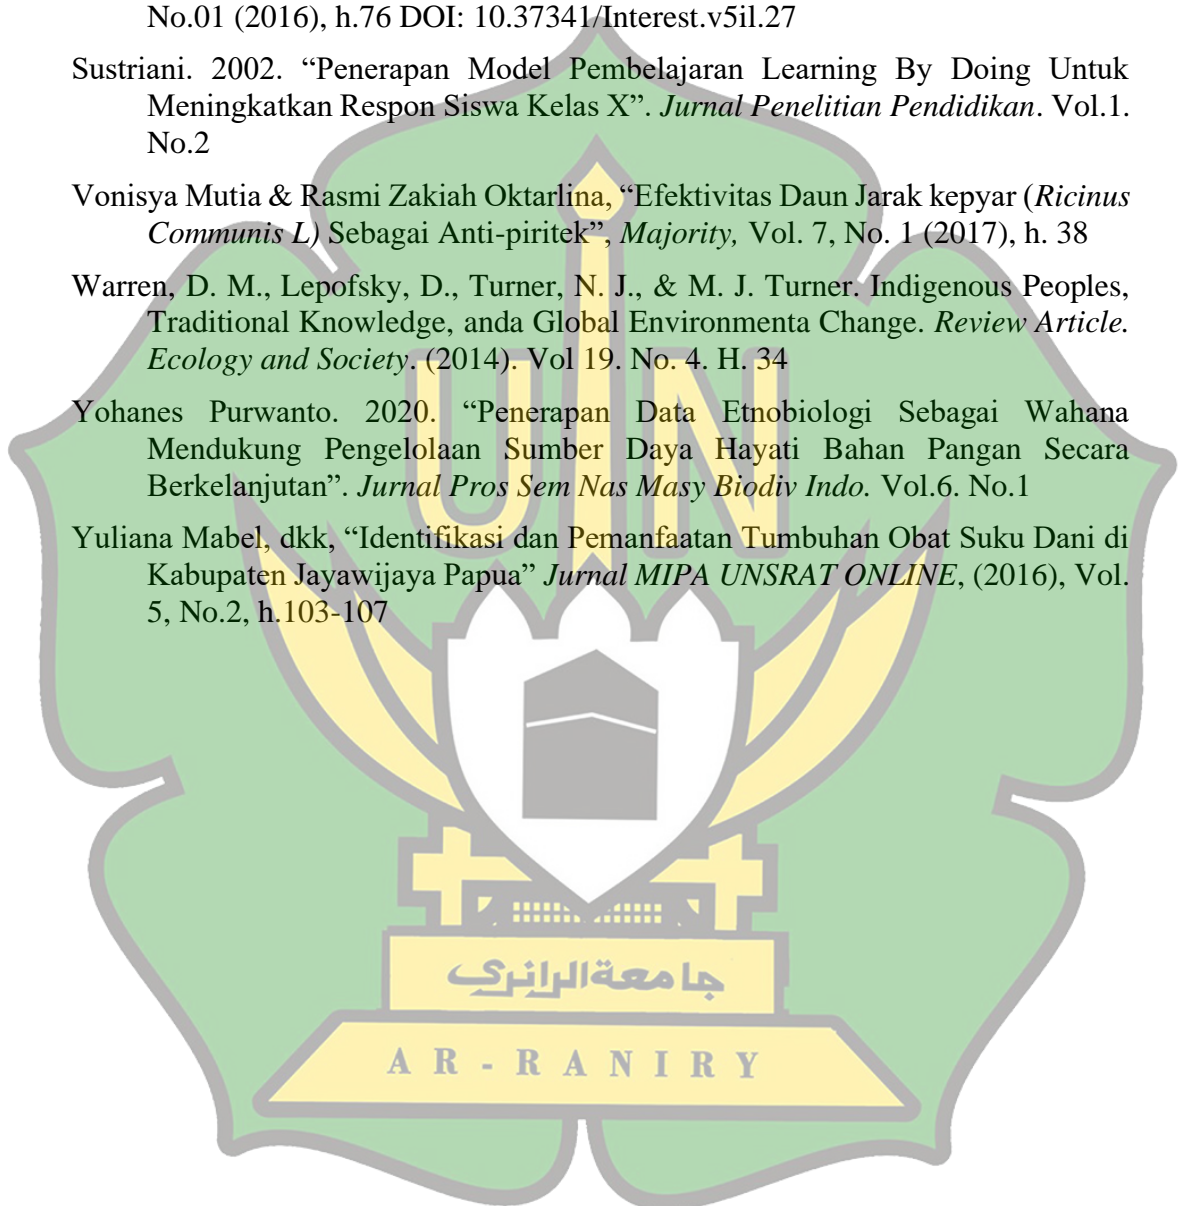 No.01 (2016), h.76 DOI: 10.37341/Interest.v5il.27
Sustriani. 2002. “Penerapan Model Pembelajaran Learning By Doing Untuk
Meningkatkan Respon Siswa Kelas X”. Jurnal Penelitian Pendidikan. Vol.1.
No.2
Vonisya Mutia & Rasmi Zakiah Oktarlina, “Efektivitas Daun Jarak kepyar (Ricinus
Communis L) Sebagai Anti-piritek”, Majority, Vol. 7, No. 1 (2017), h. 38
Warren, D. M., Lepofsky, D., Turner, N. J., & M. J. Turner. Indigenous Peoples,
Traditional Knowledge, anda Global Environmenta Change. Review Article.
Ecology and Society. (2014). Vol 19. No. 4. H. 34
Yohanes Purwanto. 2020. “Penerapan Data Etnobiologi Sebagai Wahana
Mendukung Pengelolaan Sumber Daya Hayati Bahan Pangan Secara
Berkelanjutan”. Jurnal Pros Sem Nas Masy Biodiv Indo. Vol.6. No.1
Yuliana Mabel, dkk, “Identifikasi dan Pemanfaatan Tumbuhan Obat Suku Dani di
Kabupaten Jayawijaya Papua” Jurnal MIPA UNSRAT ONLINE, (2016), Vol.
5, No.2, h.103-107
UIN
جامعة الرانري
AR-RANIRY